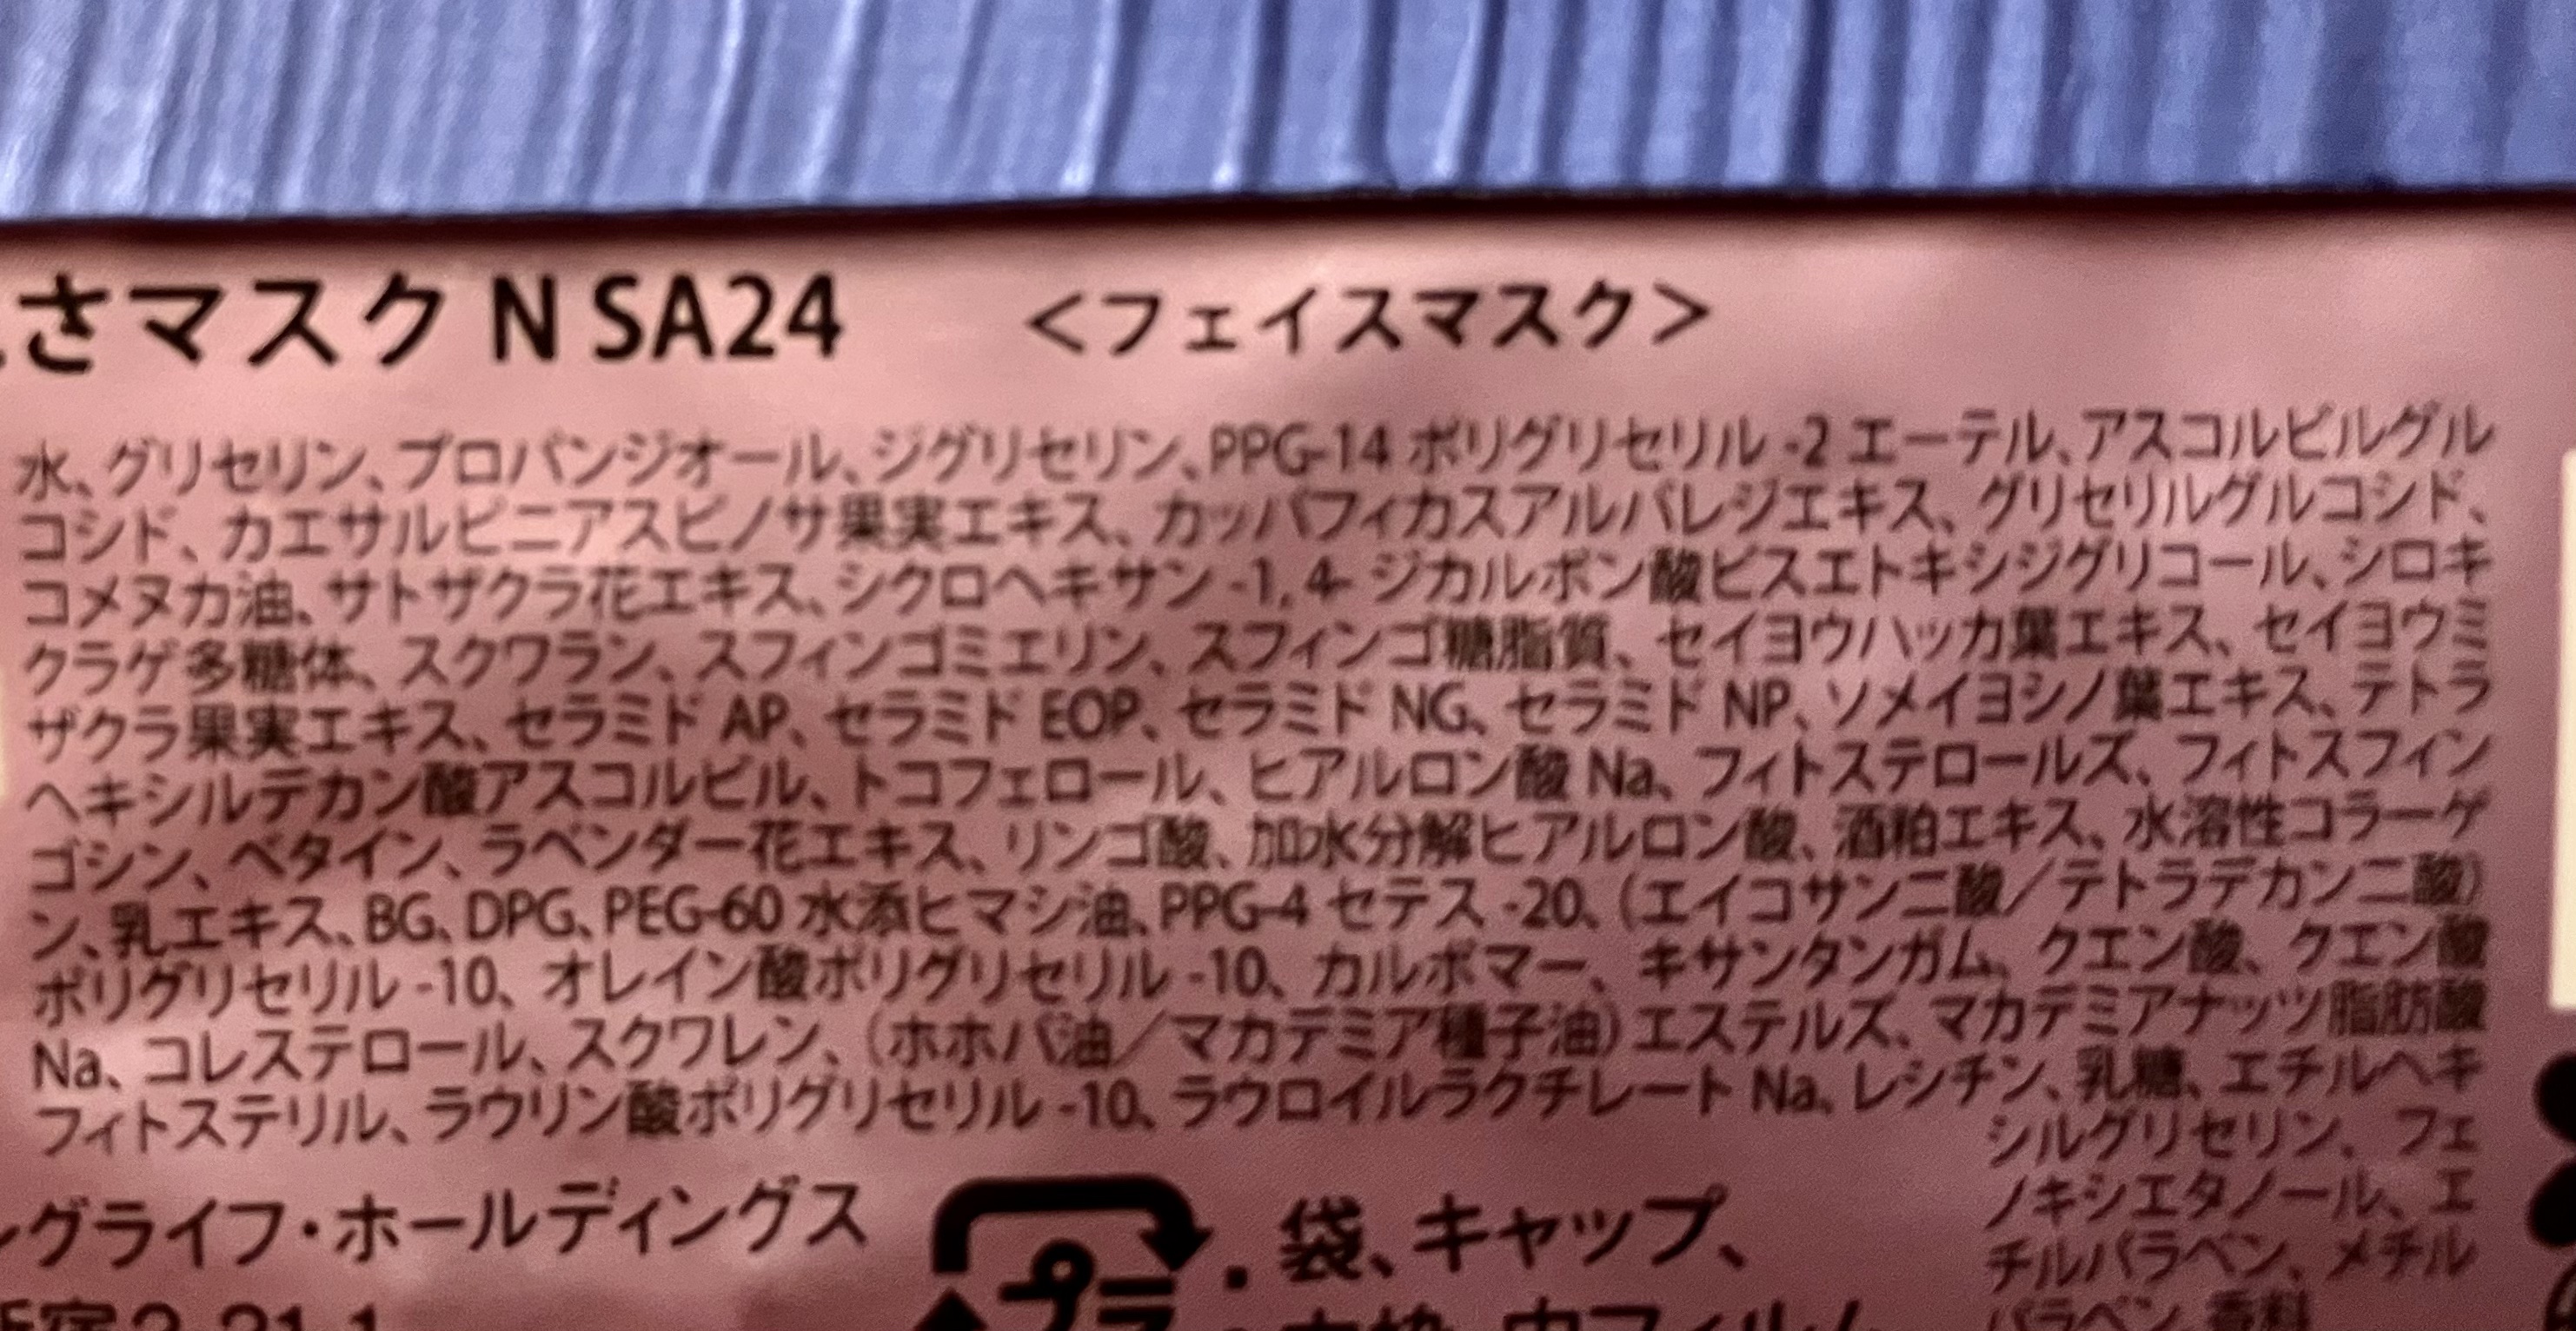 さマスク N SA24 <フェイスマスク>
水、グリセリン、プロパンジオール、ジグリセリン、PPG-14 ポリグリセリル -2 エーテル、アスコルビルグル
コシド、カエサルピニアスピノサ果実エキス、カッパフィカスアルバレジエキス、グリセリルグルコシド、
コメヌカ油、サトザクラ花エキス、シクロヘキサン -1, 4- ジカルボン酸ビスエトキシジグリコール、シロキ
クラゲ多糖体、スクワラン、スフィンゴミエリン、スフィンゴ糖脂質、セイヨウハッカ葉エキス、セイヨウミ
ザクラ果実エキス、セラミド AP、セラミド EOP、セラミド NG、セラミド NP、ソメイヨシノ葉エキス、テトラ
ヘキシルデカン酸アスコルビル、トコフェロール、ヒアルロン酸 Na、フィトステロールズ、フィトスフィン
ゴシン、ベタイン、ラベンダー花エキス、リンゴ酸、加水分解ヒアルロン酸、酒粕エキス、水溶性コラーゲ
ン、乳エキス、BG、DPG、PEG-60 水添ヒマシ油、PPG-4 セテス -20、（エイコサン二酸／テトラデカン二酸）
ポリグリセリル -10、オレイン酸ポリグリセリル -10、カルボマー、キサンタンガム、クエン酸、クエン酸
Na、コレステロール、スクワレン、（ホホバ油／マカデミア種子油）エステルズ、マカデミアナッツ脂肪酸
フィトステリル、ラウリン酸ポリグリセリル -10、ラウロイルラクチレート Na、レシチン、乳糖、エチルヘキ
シルグリセリン、フェ
ノキシエタノール、エ
チルパラベン、メチル
パラベン、香料
ングライフ・ホールディングス
新宿3-21-1
プラ
・袋、キャップ、